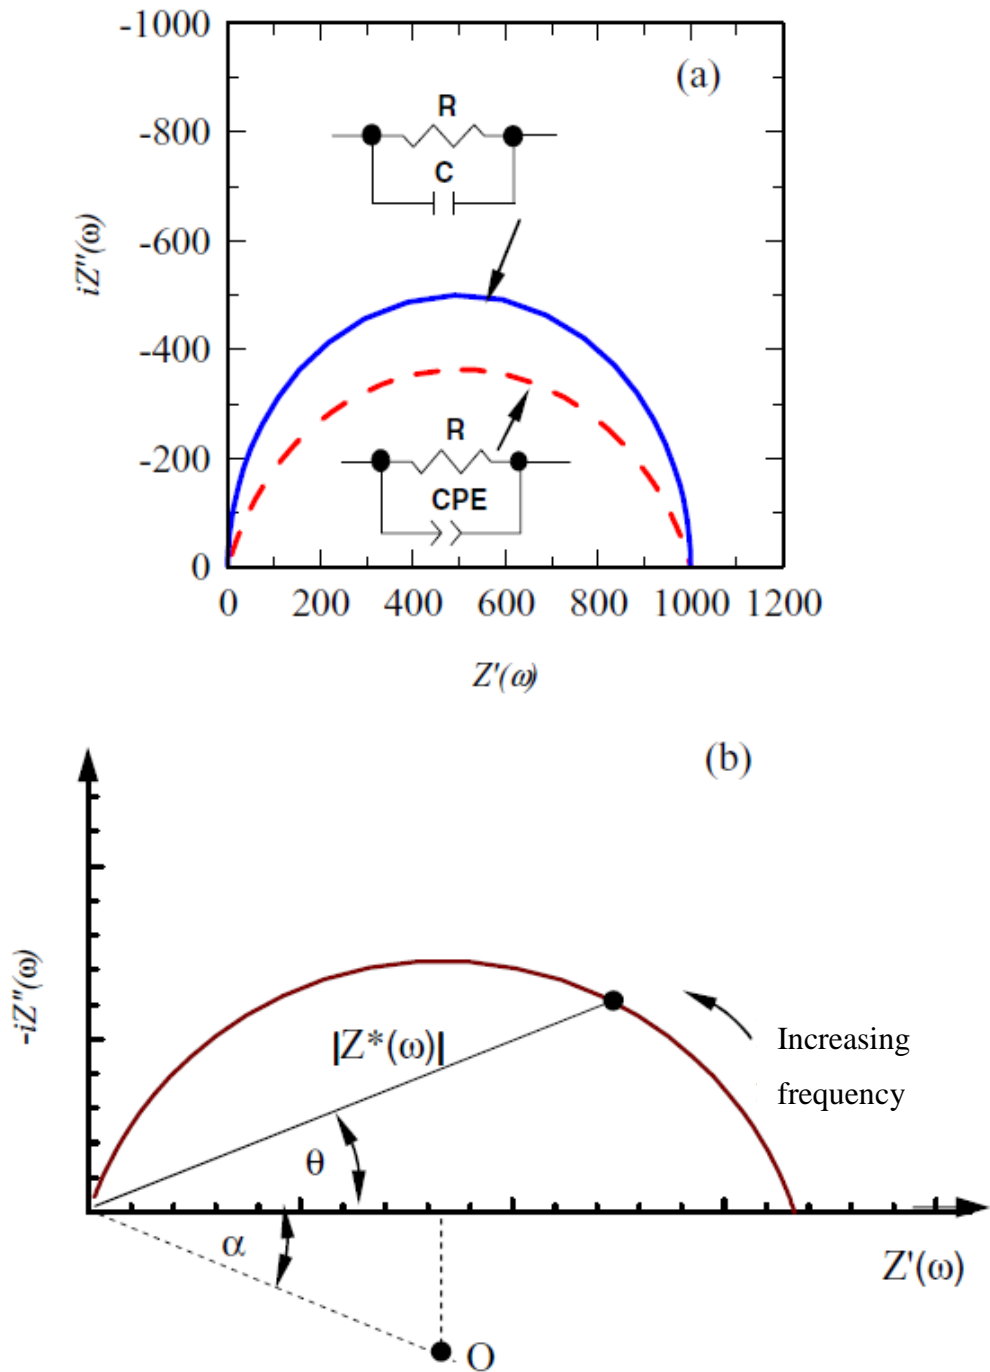 -1000
(a)
R
-800
C
-600
iZ"(ω)
-400
R
-200
CPE
0
0 200 400 600 800 1000 1200
Z'(ω)
(b)
-iZ"(ω)
|Z*(ω)|
Increasing
frequency
θ
α
Z'(ω)
O